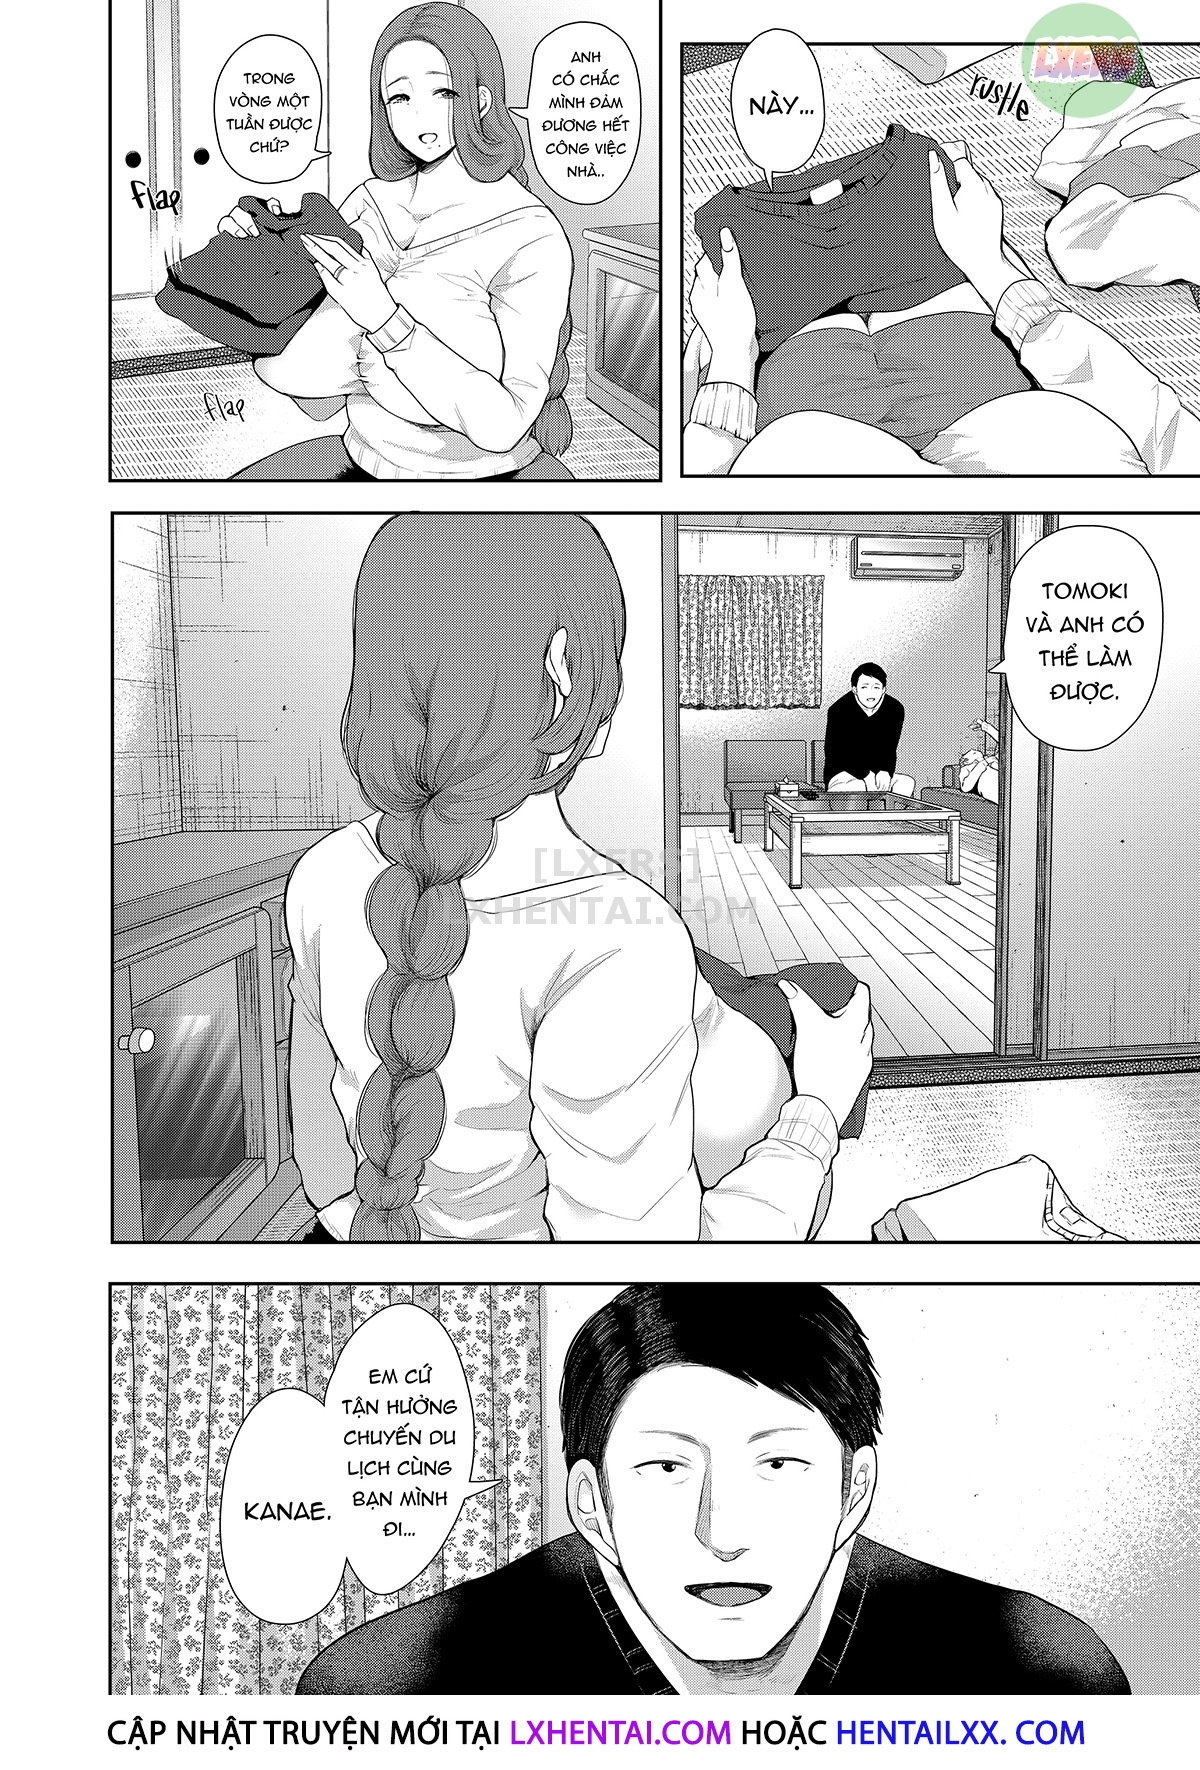 LXERS
NÀY...
rustle
ANH
CÓ CHẮC
MÌNH ĐẢM
ĐƯƠNG HẾT
CÔNG VIỆC
NHÀ..
TRONG
VÒNG MỘT
TUẦN ĐƯỢC
CHỨ?
flap
flap
TOMOKI
VÀ ANH CÓ
THỂ LÀM
ĐƯỢC.
[LXERS]
LXHENTAI.COM
EM CỨ
TẬN HƯỞNG
CHUYẾN DU
LỊCH CÙNG
BẠN MÌNH
ĐI...
KANAE.
CẬP NHẬT TRUYỆN MỚI TẠI LXHENTAI.COM HOẶC HENTAILXX. COM